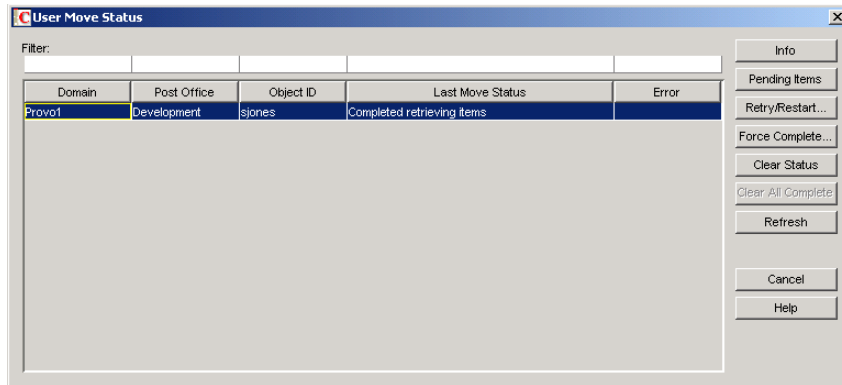 User Move Status
Filter:
Info
Pending Items
Domain Post Office Object ID Last Move Status Error
Provo1 Development sjones Completed retrieving items
Retry/Restart...
Force Complete...
Clear Status
Clear All Complete
Refresh
Cancel
Help